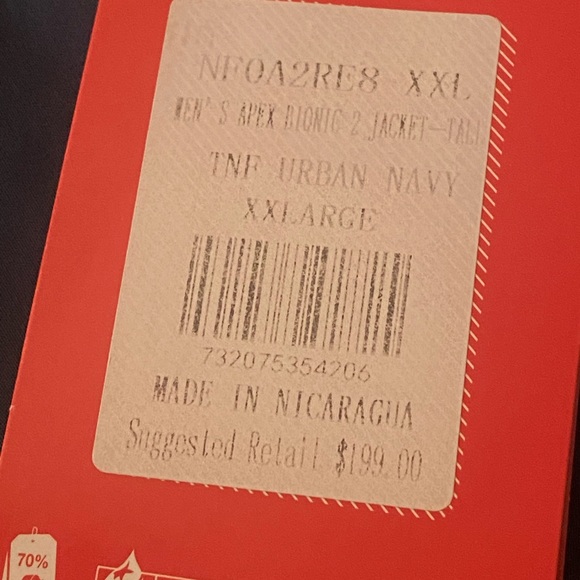 NF0A2RE8 XXL
MEN'S APEX BIONIC 2 JACKET-TALL
TNF URBAN NAVY
XXLARGE
732075354206
MADE IN NICARAGUA
Suggested Retail $199.00
70%